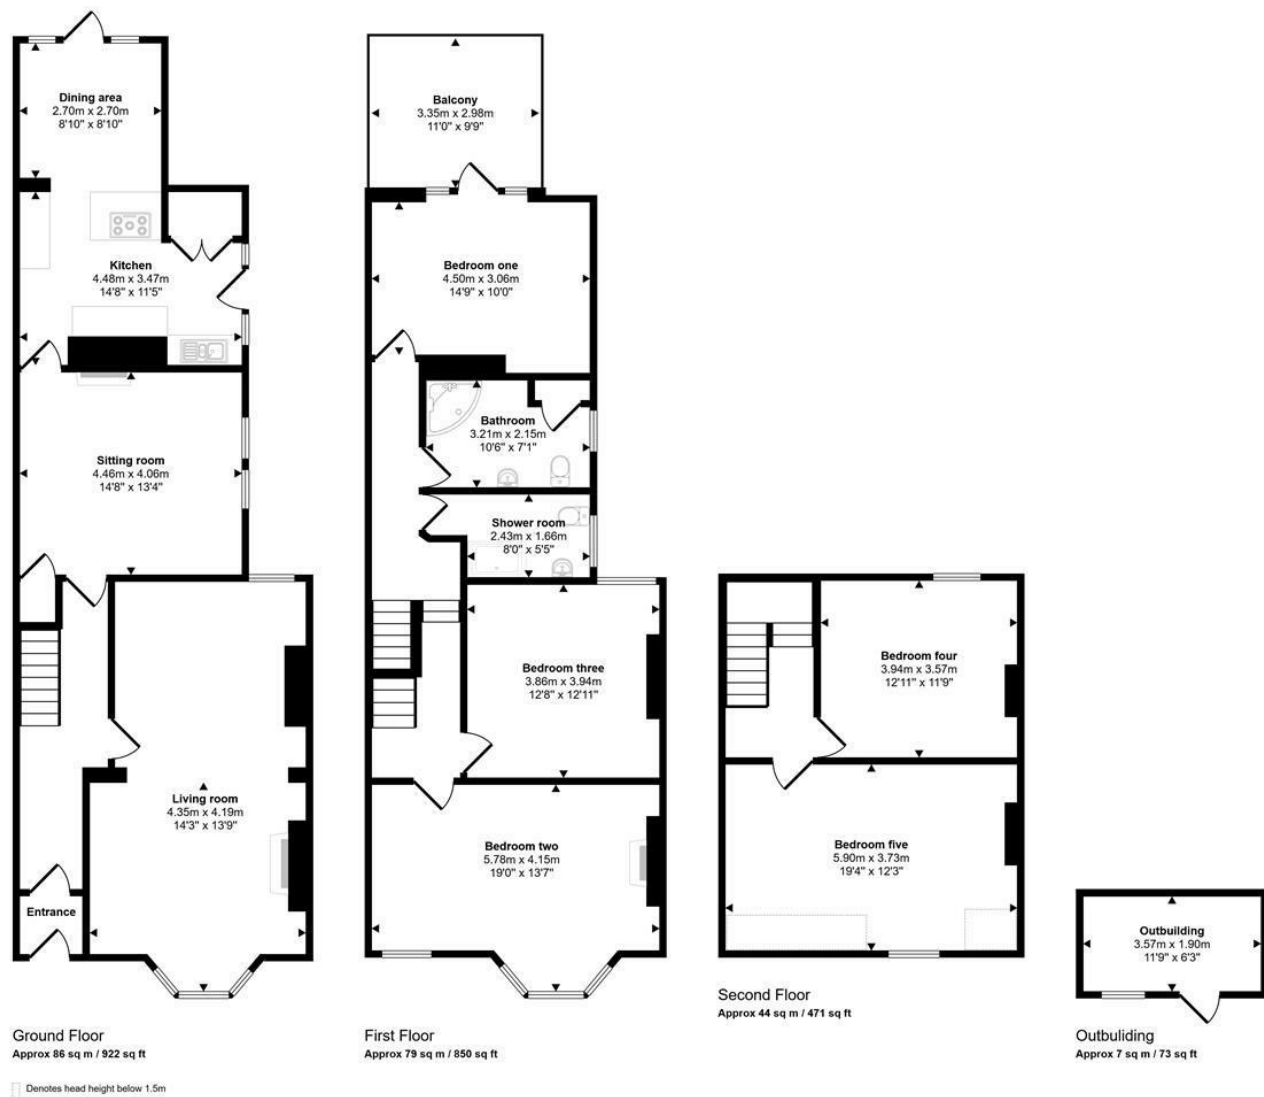 Dining area
2.70m x 2.70m
8'10" x 8'10"
Kitchen
4.48m x 3.47m
14'8" x 11'5"
Sitting room
4.46m x 4.06m
14'8" x 13'4"
Living room
4.35m x 4.19m
14'3" x 13'9"
Entrance
Ground Floor
Approx 86 sq m / 922 sq ft
Denotes head height below 1.5m
Balcony
3.35m x 2.98m
11'0" x 9'9"
Bedroom one
4.50m x 3.06m
14'9" x 10'0"
Bathroom
3.21m x 2.15m
10'6" x 7'1"
Shower room
2.43m x 1.66m
8'0" x 5'5"
Bedroom three
3.86m x 3.94m
12'8" x 12'11"
Bedroom two
5.78m x 4.15m
19'0" x 13'7"
First Floor
Approx 79 sq m / 850 sq ft
Bedroom four
3.94m x 3.57m
12'11" x 11'9"
Bedroom five
5.90m x 3.73m
19'4" x 12'3"
Second Floor
Approx 44 sq m / 471 sq ft
Outbuilding
3.57m x 1.90m
11'9" x 6'3"
Outbuliding
Approx 7 sq m / 73 sq ft